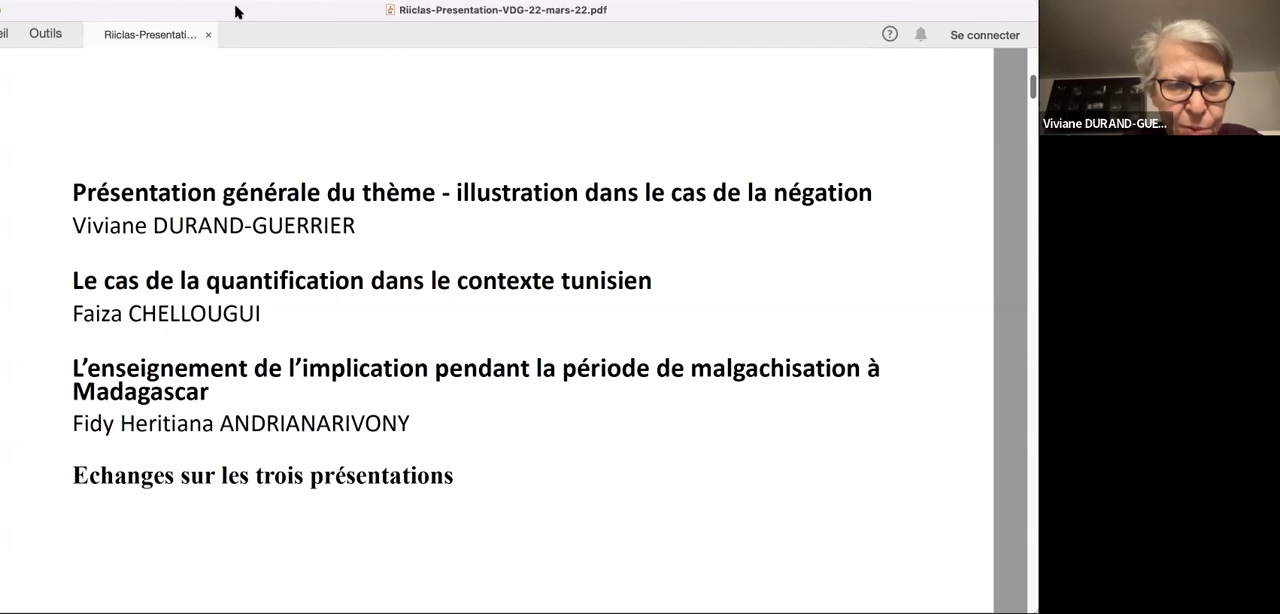 Riiclas-Presentation-VDG-22-mars-22.pdf
eil Outils Riiclas-Presentati... × ? Se connecter
Viviane DURAND-GUE...
Présentation générale du thème - illustration dans le cas de la négation
Viviane DURAND-GUERRIER
Le cas de la quantification dans le contexte tunisien
Faiza CHELLOUGUI
L’enseignement de l’implication pendant la période de malgachisation à
Madagascar
Fidy Heritiana ANDRIANARIVONY
Echanges sur les trois présentations